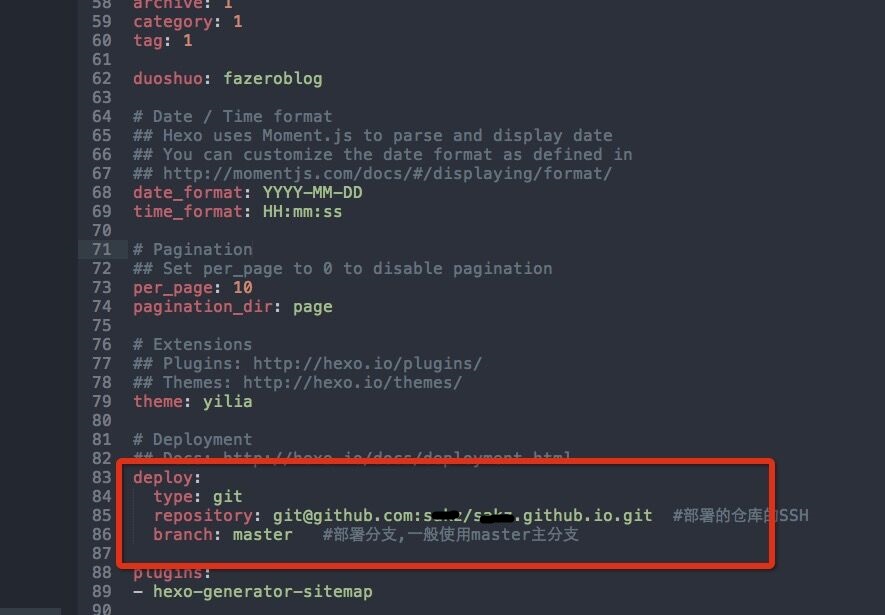 58 archive: 1
59 category: 1
60 tag: 1
61
62 duoshuo: fazeroblog
63
64 # Date / Time format
65 ## Hexo uses Moment.js to parse and display date
66 ## You can customize the date format as defined in
67 ## http://momentjs.com/docs/#/displaying/format/
68 date_format: YYYY-MM-DD
69 time_format: HH:mm:ss
70
71 # Pagination
72 ## Set per_page to 0 to disable pagination
73 per_page: 10
74 pagination_dir: page
75
76 # Extensions
77 ## Plugins: http://hexo.io/plugins/
78 ## Themes: http://hexo.io/themes/
79 theme: yilia
80
81 # Deployment
82 ## Docs: http://hexo.io/docs/deployment.html
83 deploy:
84 type: git
85 repository: git@github.com: .github.io.git #部署的仓库的SSH
86 branch: master #部署分支,一般使用master主分支
87
88 plugins:
89 - hexo-generator-sitemap
90